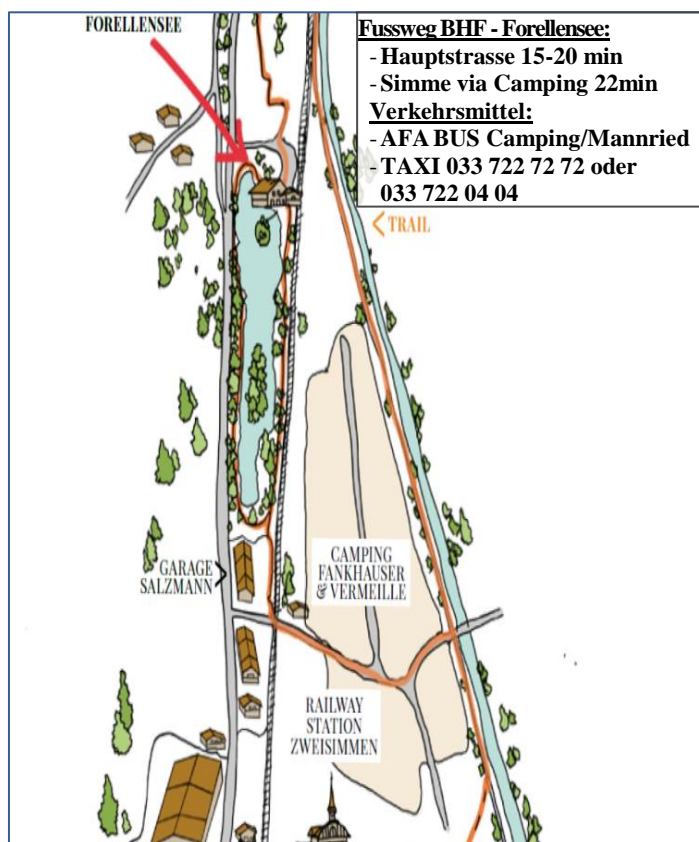 FORELLENSEE
Fussweg BHF - Forellensee:
- Hauptstrasse 15-20 min
- Simme via Camping 22min
Verkehrsmittel:
- AFA BUS Camping/Mannried
- TAXI 033 722 72 72 oder
033 722 04 04
< TRAIL
GARAGE
SALZMANN
CAMPING
FANKHAUSER
& VERMEILLE
RAILWAY
STATION
ZWEISIMMEN